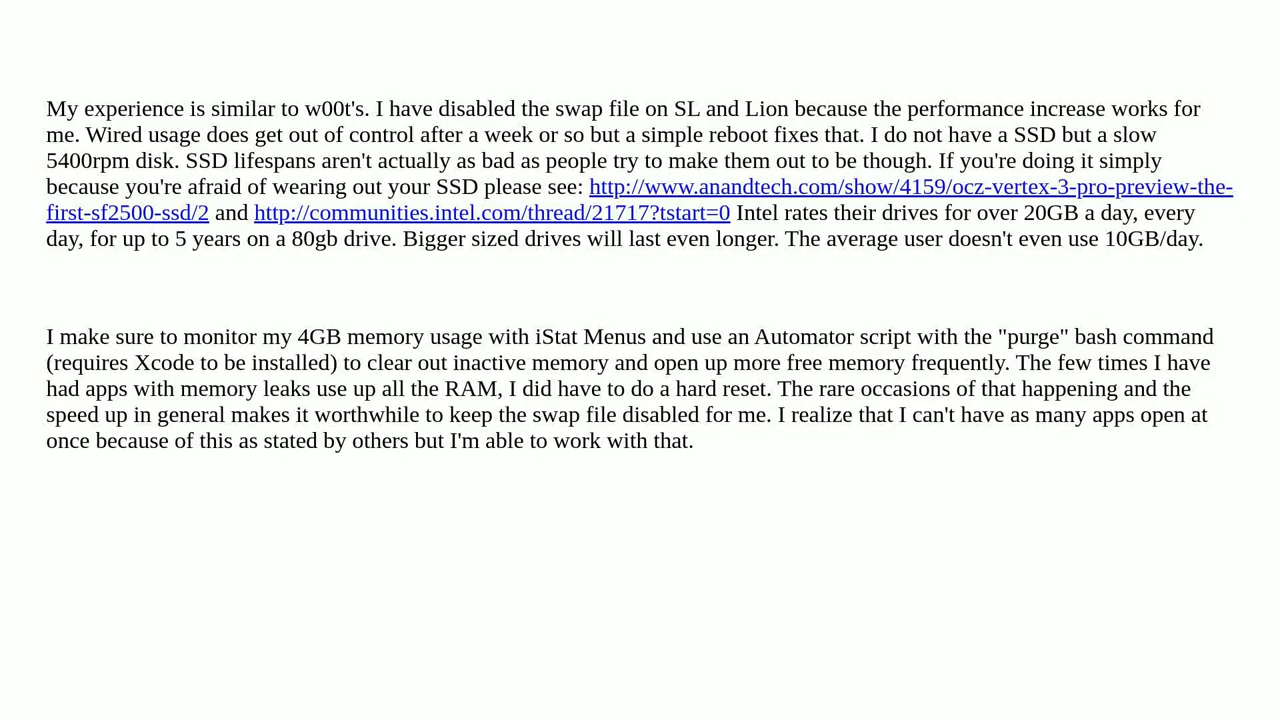 My experience is similar to w00t's. I have disabled the swap file on SL and Lion because the performance increase works for
me. Wired usage does get out of control after a week or so but a simple reboot fixes that. I do not have a SSD but a slow
5400rpm disk. SSD lifespans aren't actually as bad as people try to make them out to be though. If you're doing it simply
because you're afraid of wearing out your SSD please see: http://www.anandtech.com/show/4159/ocz-vertex-3-pro-preview-the-
first-sf2500-ssd/2 and http://communities.intel.com/thread/21717?tstart=0 Intel rates their drives for over 20GB a day, every
day, for up to 5 years on a 80gb drive. Bigger sized drives will last even longer. The average user doesn't even use 10GB/day.
I make sure to monitor my 4GB memory usage with iStat Menus and use an Automator script with the "purge" bash command
(requires Xcode to be installed) to clear out inactive memory and open up more free memory frequently. The few times I have
had apps with memory leaks use up all the RAM, I did have to do a hard reset. The rare occasions of that happening and the
speed up in general makes it worthwhile to keep the swap file disabled for me. I realize that I can't have as many apps open at
once because of this as stated by others but I'm able to work with that.